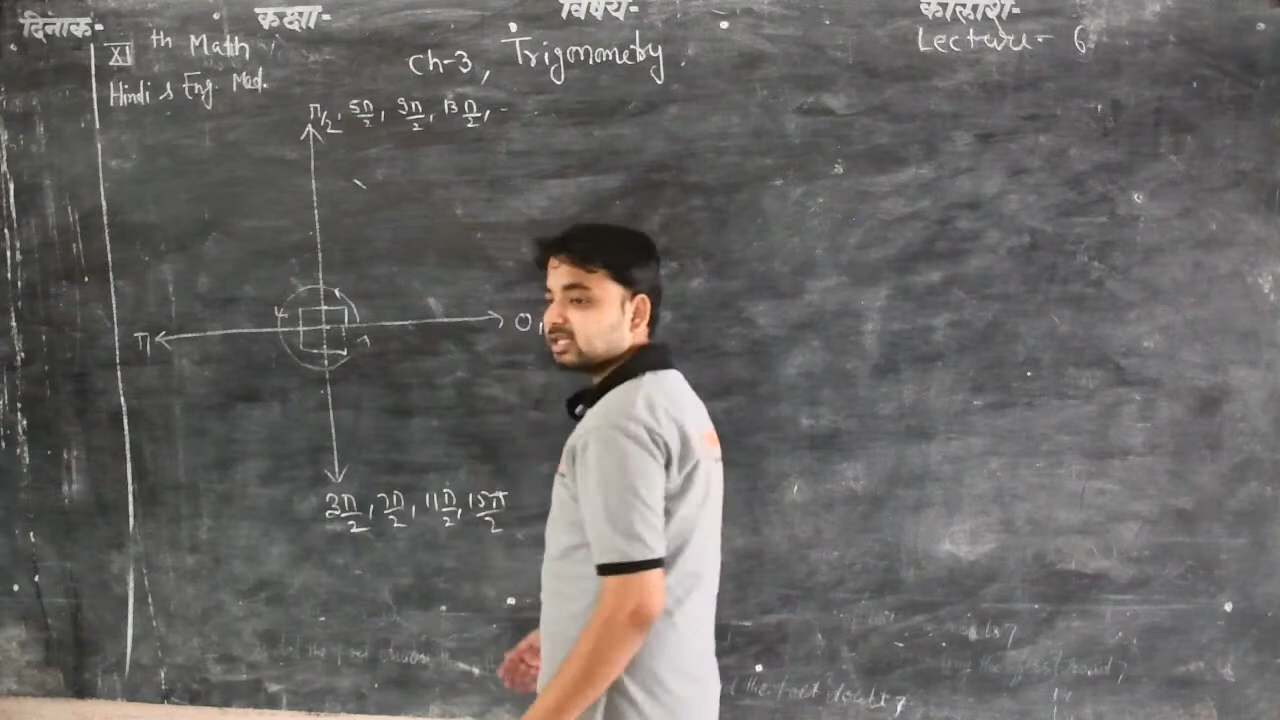 दिनांक- कक्षा- विषय- कालांश-
XI th Math Ch-3, Trigonometry Lecture- 6
Hindi & Eng. Med.
π/2, 5π/2, 9π/2, 13π/2, -
π 0,
3π/2, 7π/2, 11π/2, 15π/2